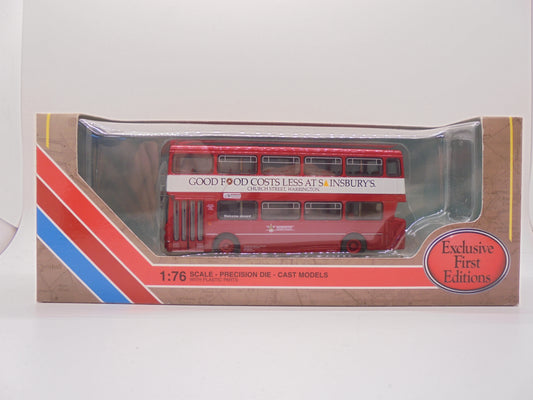 GOOD FOOD COSTS LESS AT SAINSBURY'S.
CHURCH STREET, WARRINGTON.
Welcome aboard
1:76 SCALE - PRECISION DIE - CAST MODELS
WITH PLASTIC PARTS
Exclusive
First
Editions